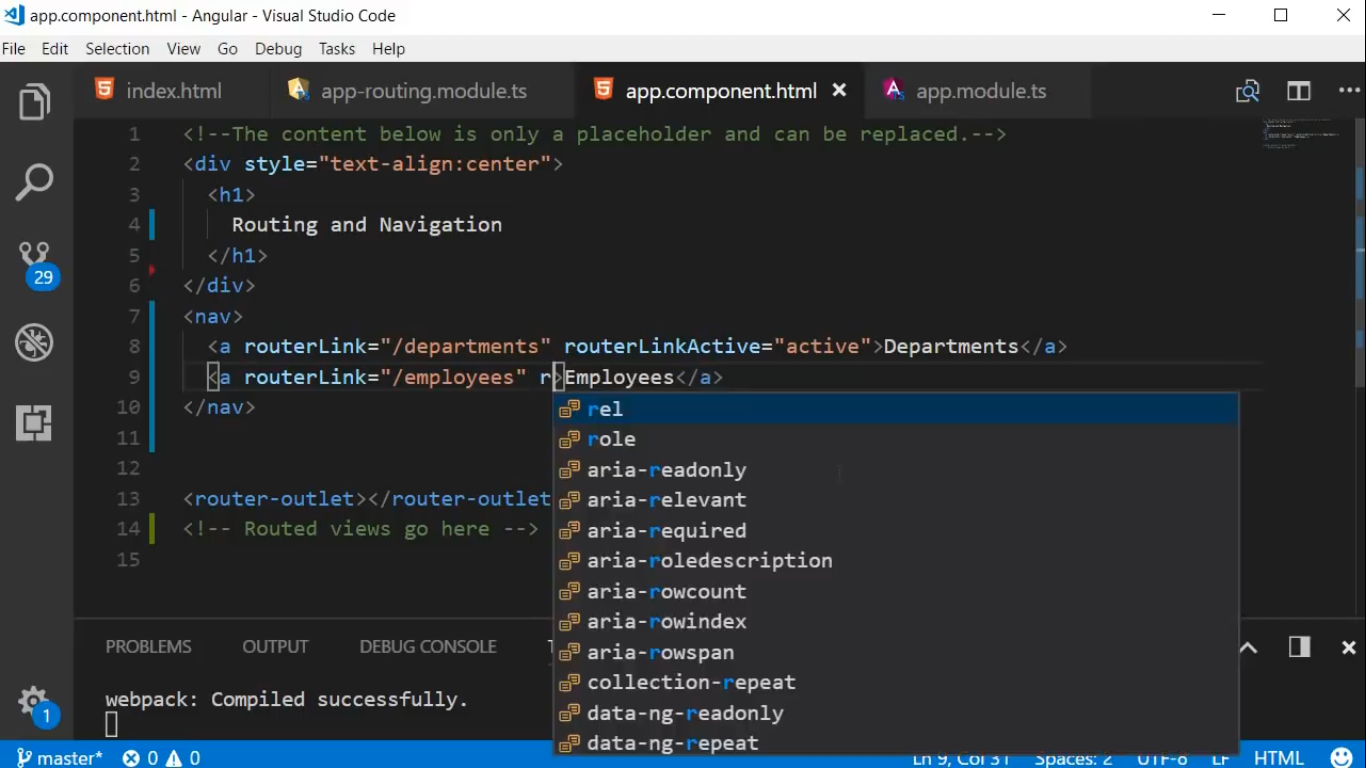 app.component.html - Angular - Visual Studio Code
File Edit Selection View Go Debug Tasks Help
index.html app-routing.module.ts app.component.html app.module.ts
1 <!--The content below is only a placeholder and can be replaced.-->
2 <div style="text-align:center">
3 <h1>
4 Routing and Navigation
5 </h1>
6 </div>
7 <nav>
8 <a routerLink="/departments" routerLinkActive="active">Departments</a>
9 <a routerLink="/employees" r>Employees</a>
10 </nav>
11
12
13 <router-outlet></router-outlet
14 <!-- Routed views go here -->
15
29
rel
role
aria-readonly
aria-relevant
aria-required
aria-roledescription
aria-rowcount
aria-rowindex
aria-rowspan
collection-repeat
data-ng-readonly
data-ng-repeat
PROBLEMS OUTPUT DEBUG CONSOLE
webpack: Compiled successfully.
1
master* 0 0 Ln 9, Col 31 Spaces: 2 UTF-8 LF HTML